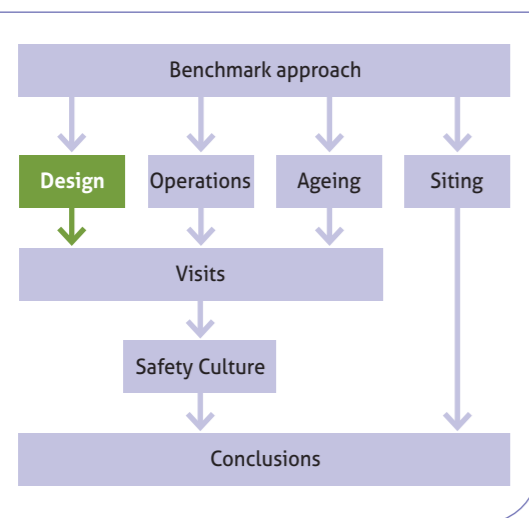 Benchmark approach
Design
Operations
Ageing
Siting
Visits
Safety Culture
Conclusions